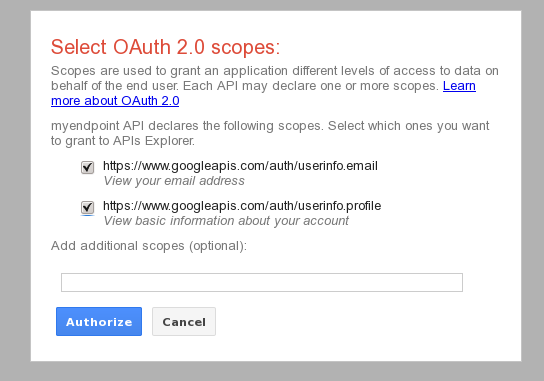 Select OAuth 2.0 scopes:
Scopes are used to grant an application different levels of access to data on
behalf of the end user. Each API may declare one or more scopes. Learn
more about OAuth 2.0
myendpoint API declares the following scopes. Select which ones you want
to grant to APIs Explorer.
https://www.googleapis.com/auth/userinfo.email
View your email address
https://www.googleapis.com/auth/userinfo.profile
View basic information about your account
Add additional scopes (optional):
Authorize Cancel